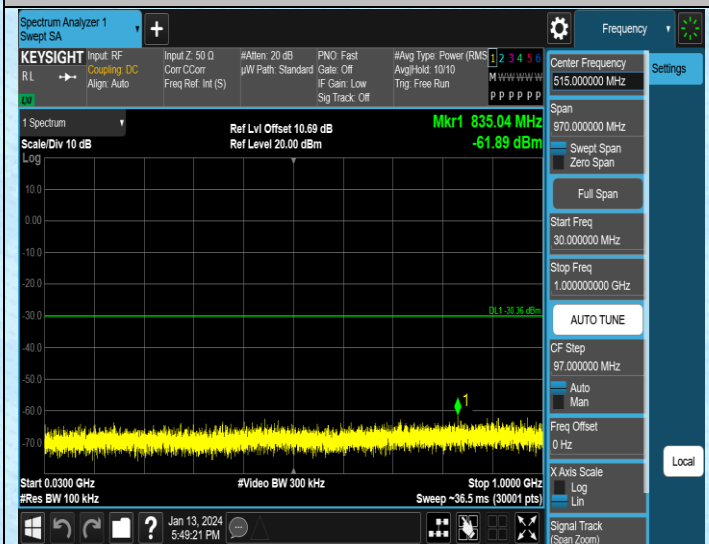 Spectrum Analyzer 1
Swept SA
+
Frequency
KEYSIGHT
RL
LXI
Input: RF
Coupling: DC
Align: Auto
Input Z: 50 Ω
Corr CCorr
Freq Ref: Int (S)
#Atten: 20 dB
µW Path: Standard
PNO: Fast
Gate: Off
IF Gain: Low
Sig Track: Off
#Avg Type: Power (RMS
Avg|Hold: 10/10
Trig: Free Run
1 2 3 4 5 6
M W W W W W
P P P P P P
1 Spectrum
Scale/Div 10 dB
Log
Ref Lvl Offset 10.69 dB
Ref Level 20.00 dBm
Mkr1 835.04 MHz
-61.89 dBm
10.0
0.00
-10.0
-20.0
-30.0
DL1 -30.36 dBm
-40.0
-50.0
-60.0
1
-70.0
Start 0.0300 GHz
#Res BW 100 kHz
#Video BW 300 kHz
Stop 1.0000 GHz
Sweep ~36.5 ms (30001 pts)
Center Frequency
515.000000 MHz
Settings
Span
970.000000 MHz
Swept Span
Zero Span
Full Span
Start Freq
30.000000 MHz
Stop Freq
1.000000000 GHz
AUTO TUNE
CF Step
97.000000 MHz
Auto
Man
Freq Offset
0 Hz
X Axis Scale
Log
Lin
Local
Signal Track
(Span Zoom)
?
Jan 13, 2024
5:49:21 PM